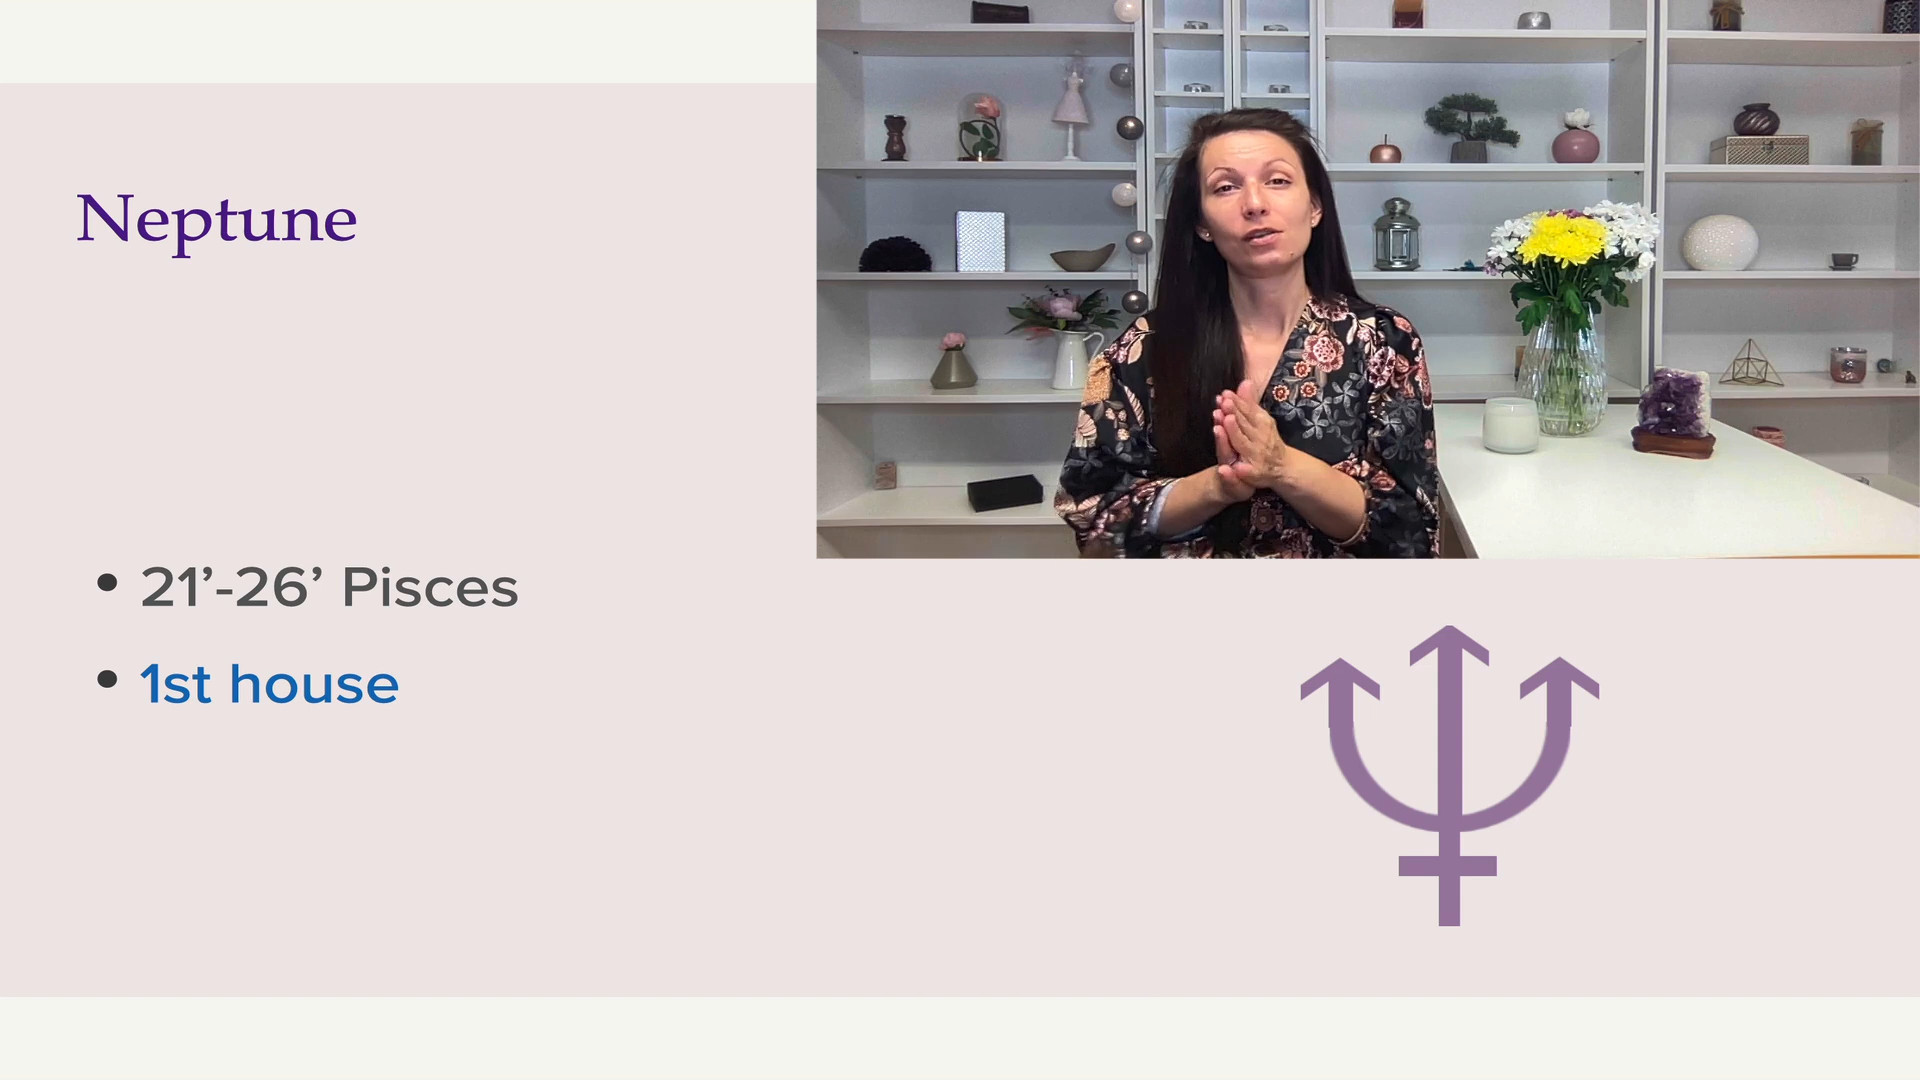 Neptune
• 21’-26’ Pisces
• 1st house